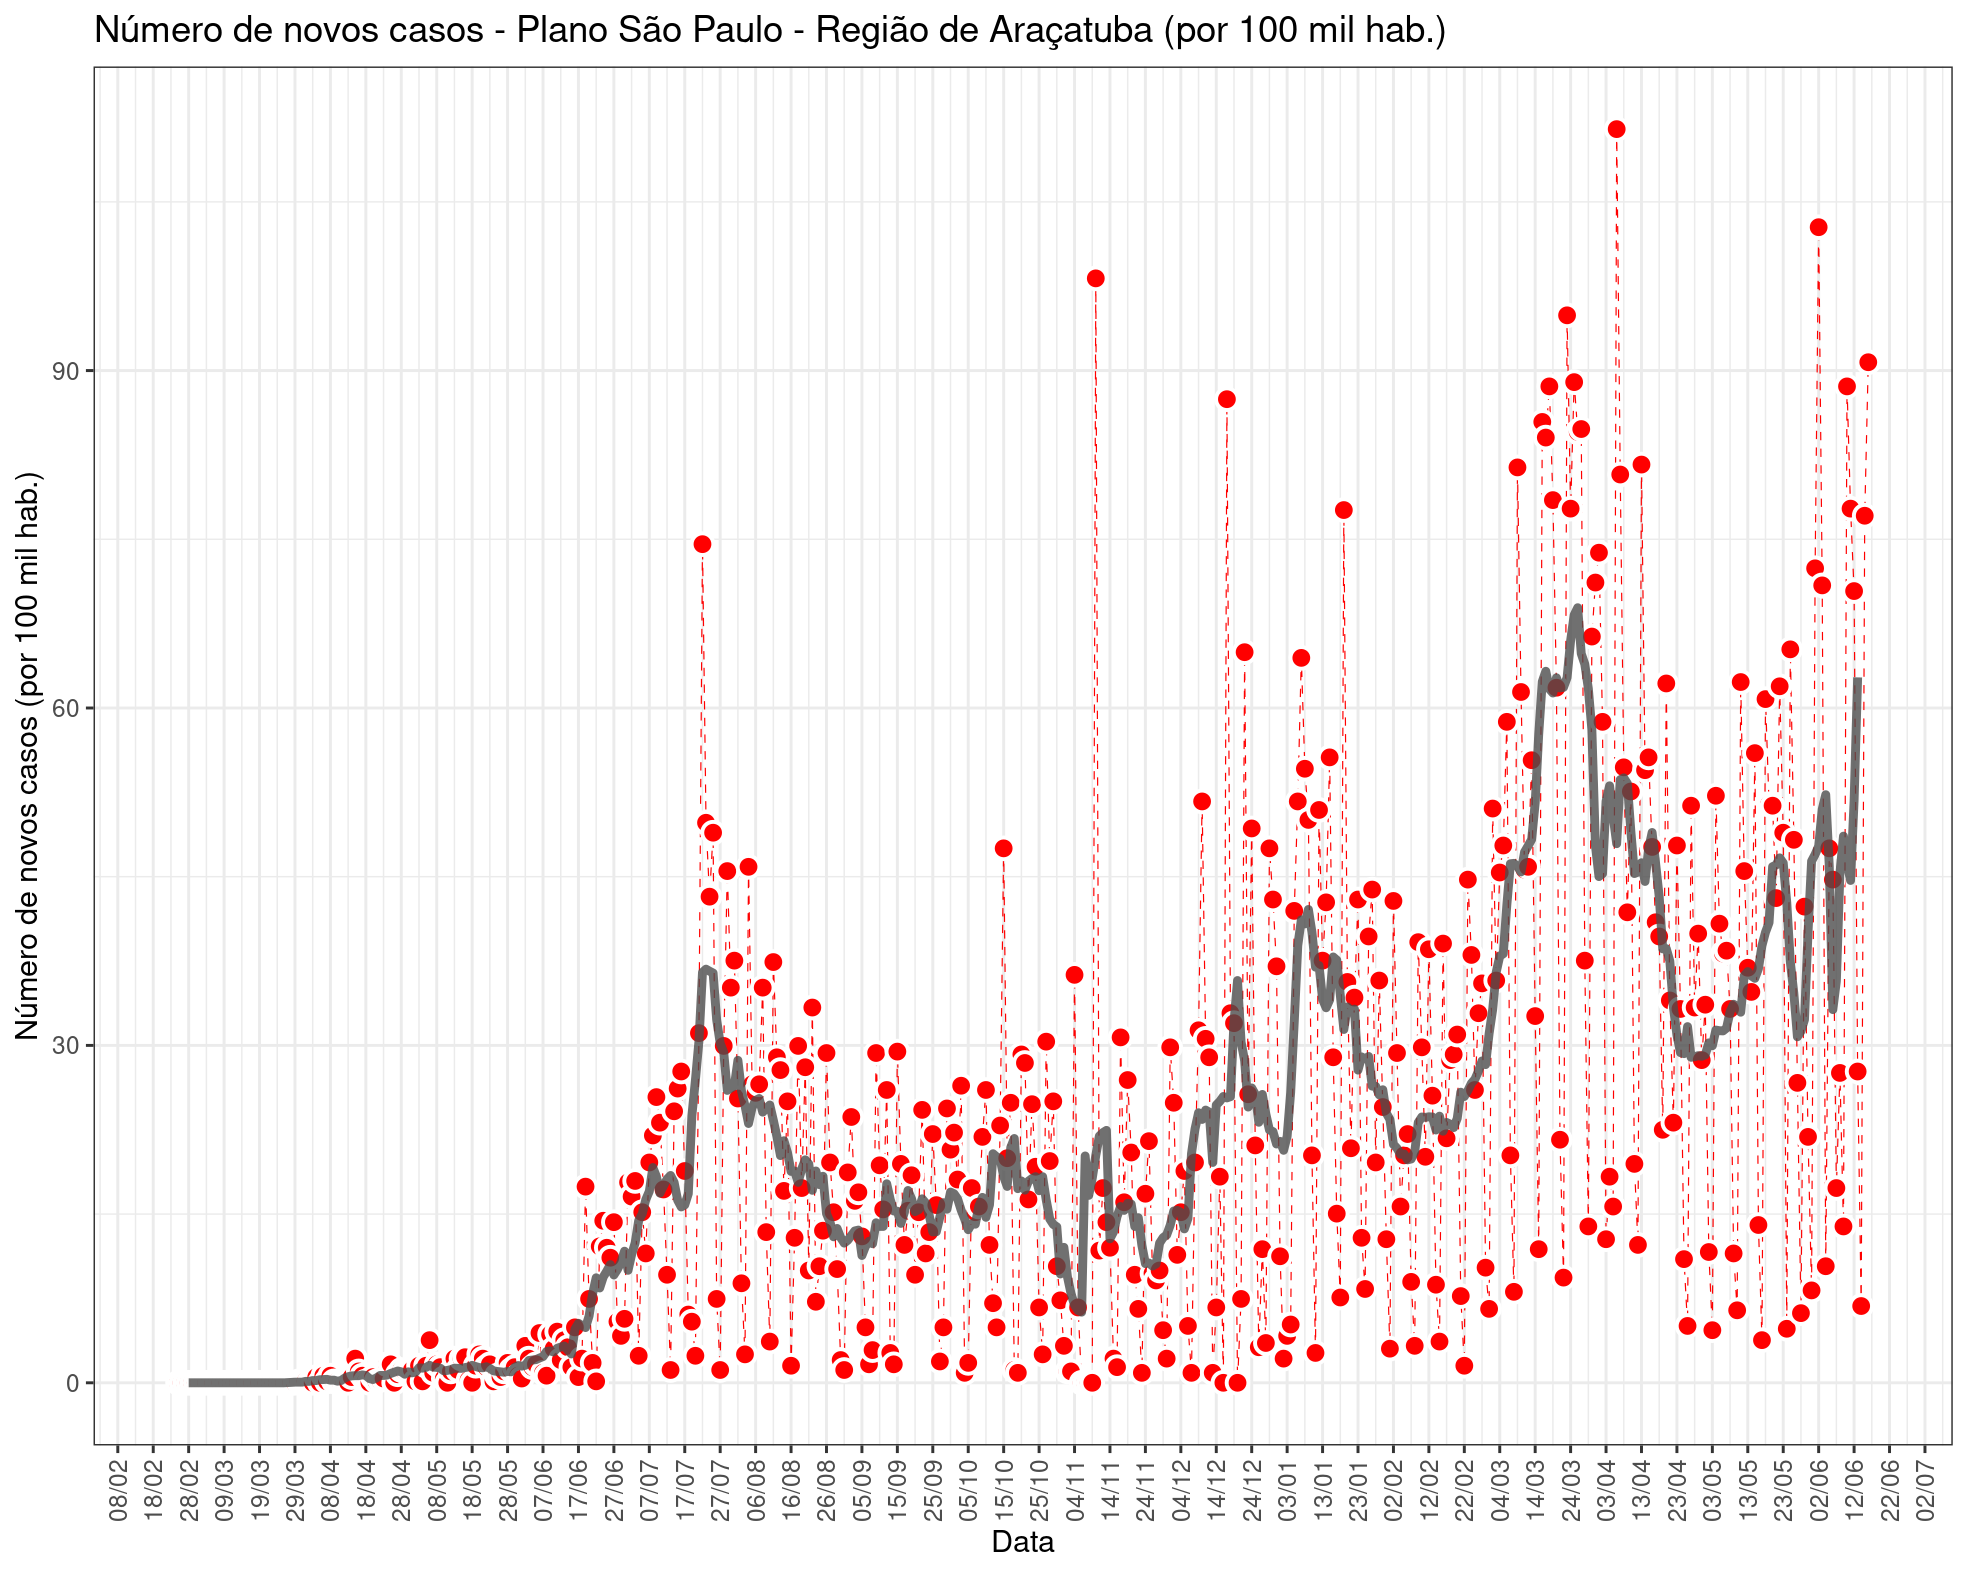 Número de novos casos - Plano São Paulo - Região de Araçatuba (por 100 mil hab.)
Número de novos casos (por 100 mil hab.)
90
60
30
0
08/02 18/02 28/02 09/03 19/03 29/03 08/04 18/04 28/04 08/05 18/05 28/05 07/06 17/06 27/06 07/07 17/07 27/07 06/08 16/08 26/08 05/09 15/09 25/09 05/10 15/10 25/10 04/11 14/11 24/11 04/12 14/12 24/12 03/01 13/01 23/01 02/02 12/02 22/02 04/03 14/03 24/03 03/04 13/04 23/04 03/05 13/05 23/05 02/06 12/06 22/06 02/07
Data